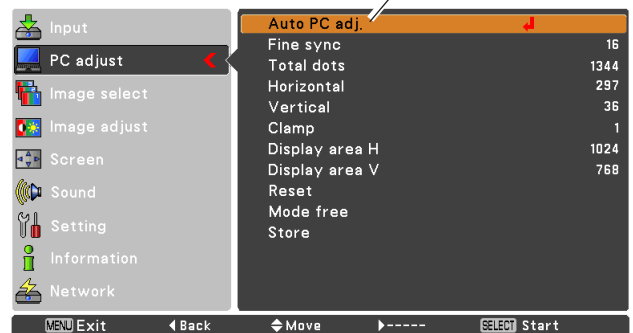 Input
PC adjust
Image select
Image adjust
Screen
Sound
Setting
Information
Network
Auto PC adj.
Fine sync 16
Total dots 1344
Horizontal 297
Vertical 36
Clamp 1
Display area H 1024
Display area V 768
Reset
Mode free
Store
MENU Exit Back Move ----- SELECT Start